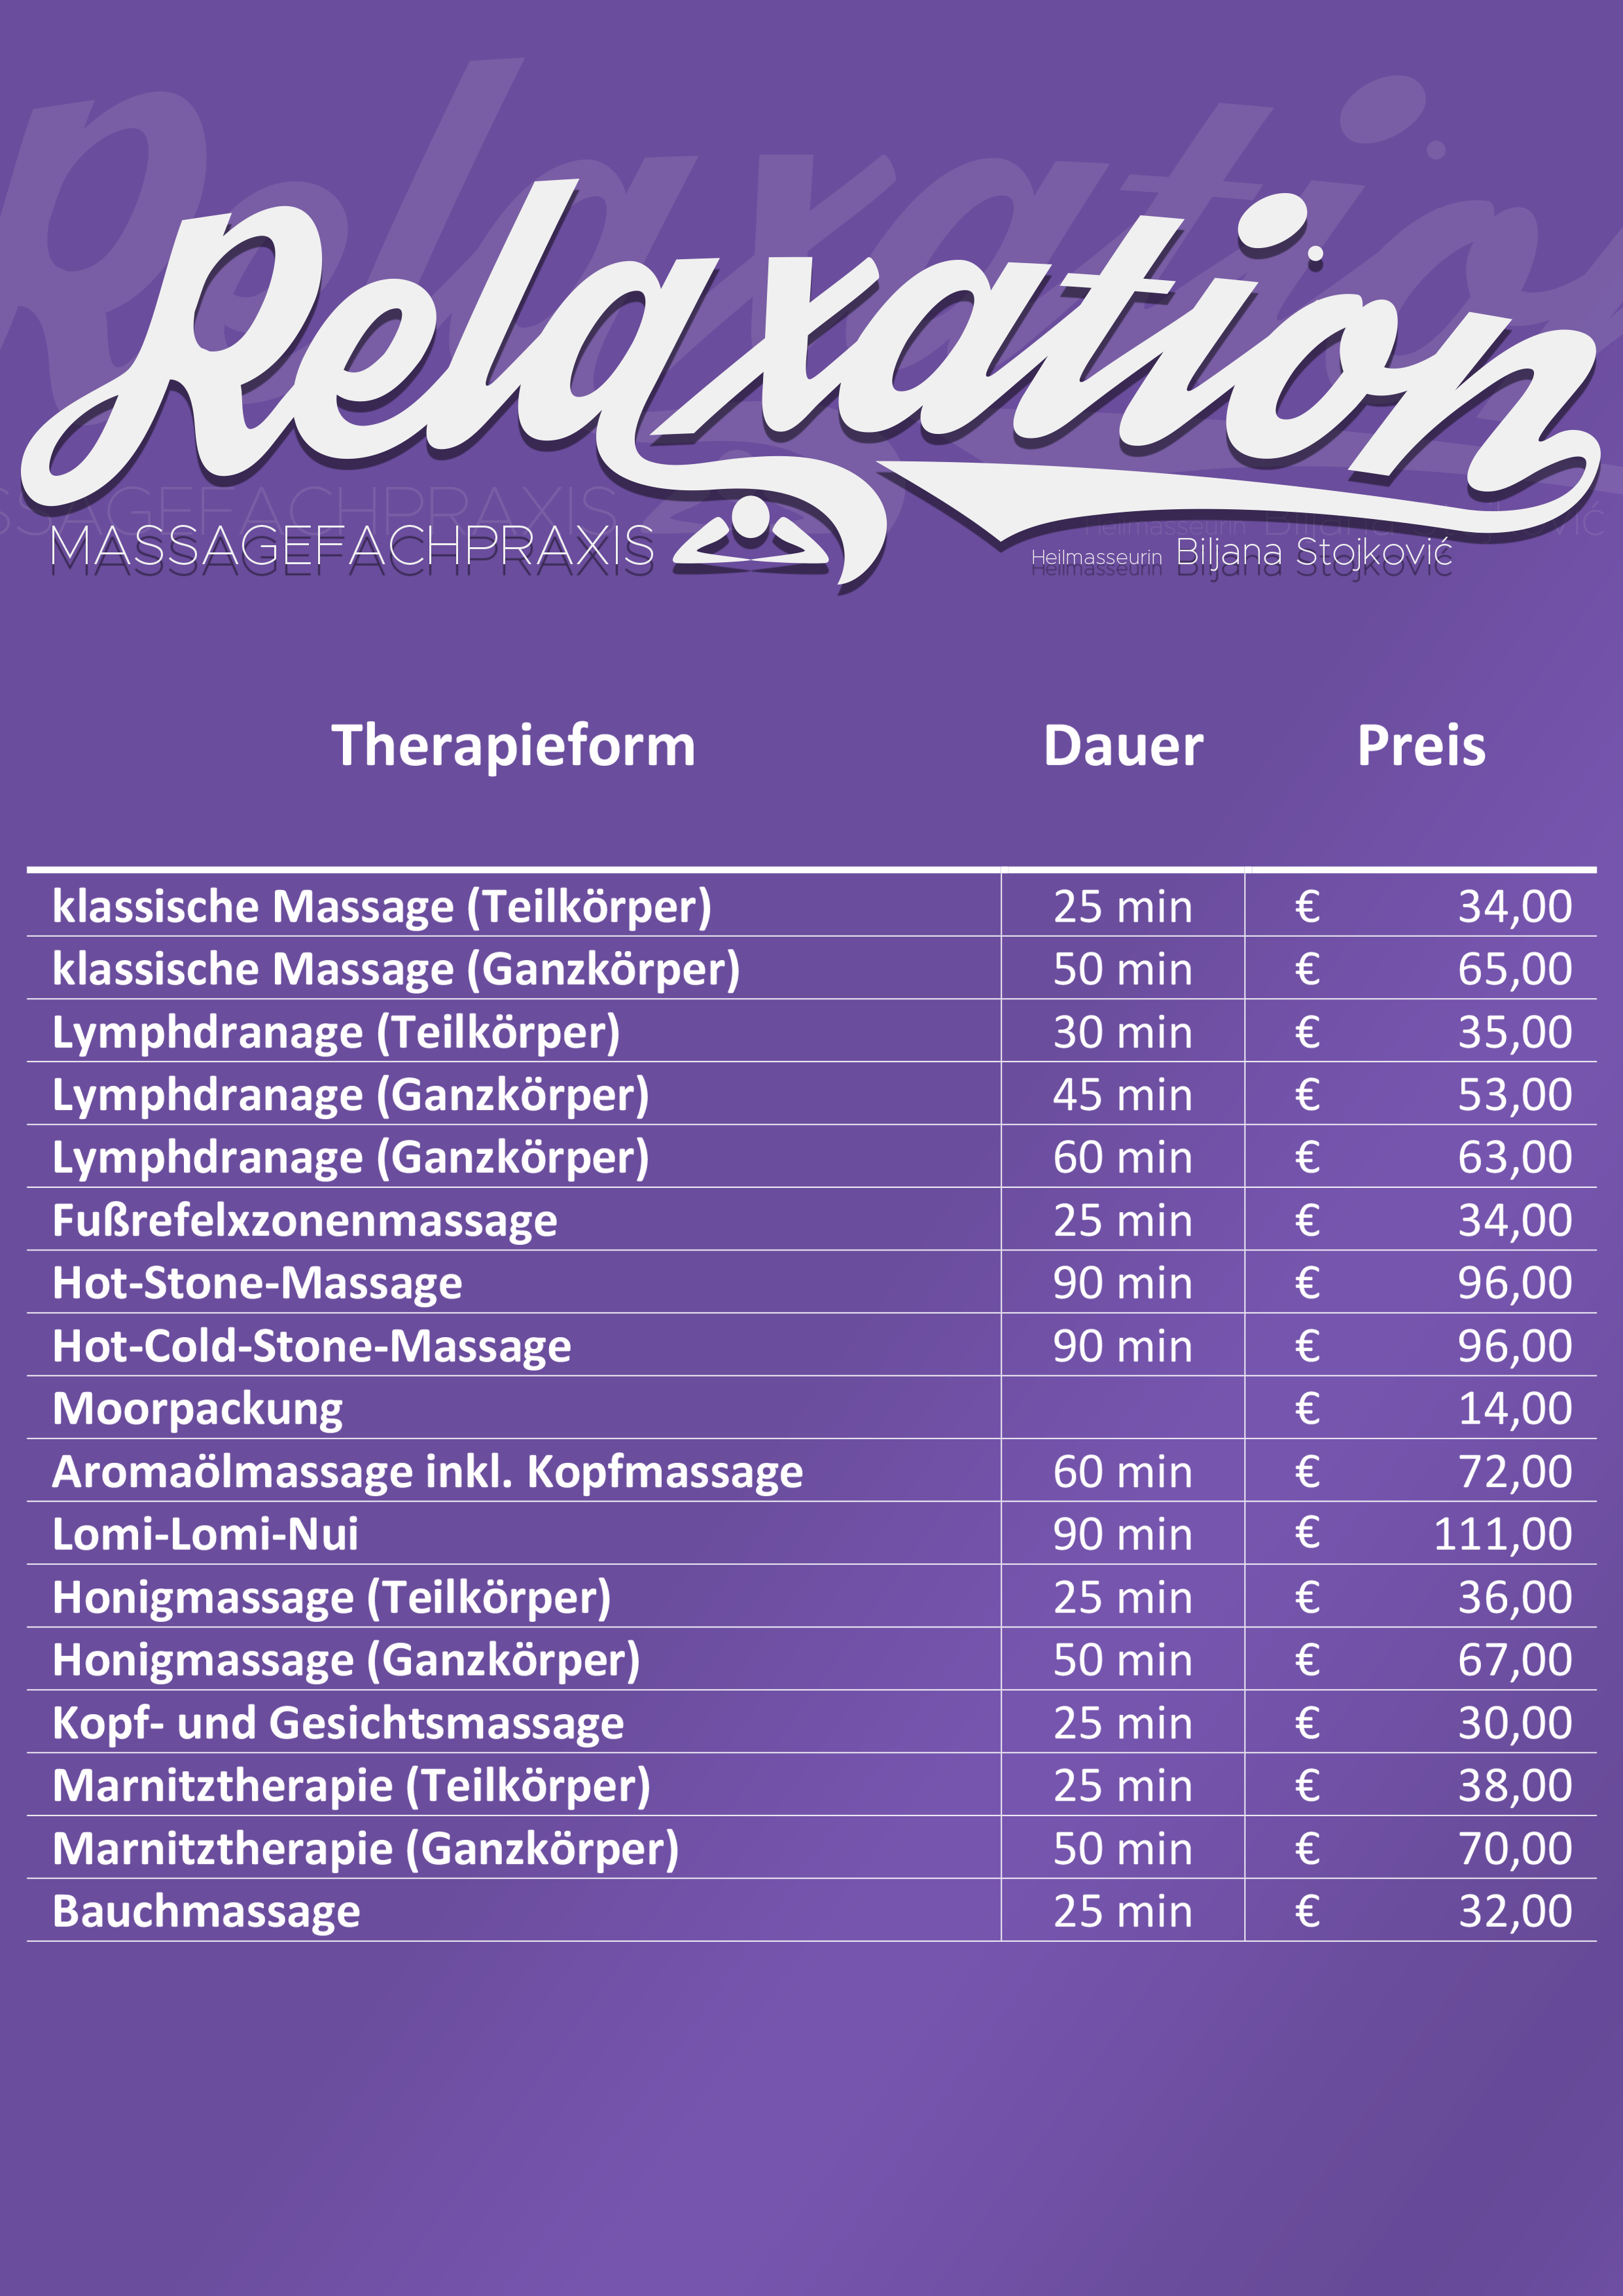 Relaxation
MASSAGEFACHPRAXIS
Heilmasseurin Biljana Stojković
Therapieform Dauer Preis
klassische Massage (Teilkörper) 25 min € 34,00
klassische Massage (Ganzkörper) 50 min € 65,00
Lymphdranage (Teilkörper) 30 min € 35,00
Lymphdranage (Ganzkörper) 45 min € 53,00
Lymphdranage (Ganzkörper) 60 min € 63,00
Fußrefelxzonenmassage 25 min € 34,00
Hot-Stone-Massage 90 min € 96,00
Hot-Cold-Stone-Massage 90 min € 96,00
Moorpackung € 14,00
Aromaölmassage inkl. Kopfmassage 60 min € 72,00
Lomi-Lomi-Nui 90 min € 111,00
Honigmassage (Teilkörper) 25 min € 36,00
Honigmassage (Ganzkörper) 50 min € 67,00
Kopf- und Gesichtsmassage 25 min € 30,00
Marnitztherapie (Teilkörper) 25 min € 38,00
Marnitztherapie (Ganzkörper) 50 min € 70,00
Bauchmassage 25 min € 32,00